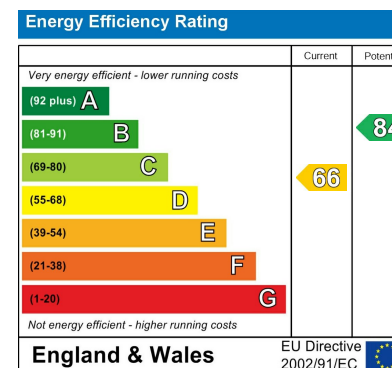 Energy Efficiency Rating
Current
Very energy efficient - lower running costs
(92 plus) A
(81-91) B
84
(69-80) C
66
(55-68) D
(39-54) E
(21-38) F
(1-20) G
Not energy efficient - higher running costs
England & Wales
EU Directive
2002/91/EC